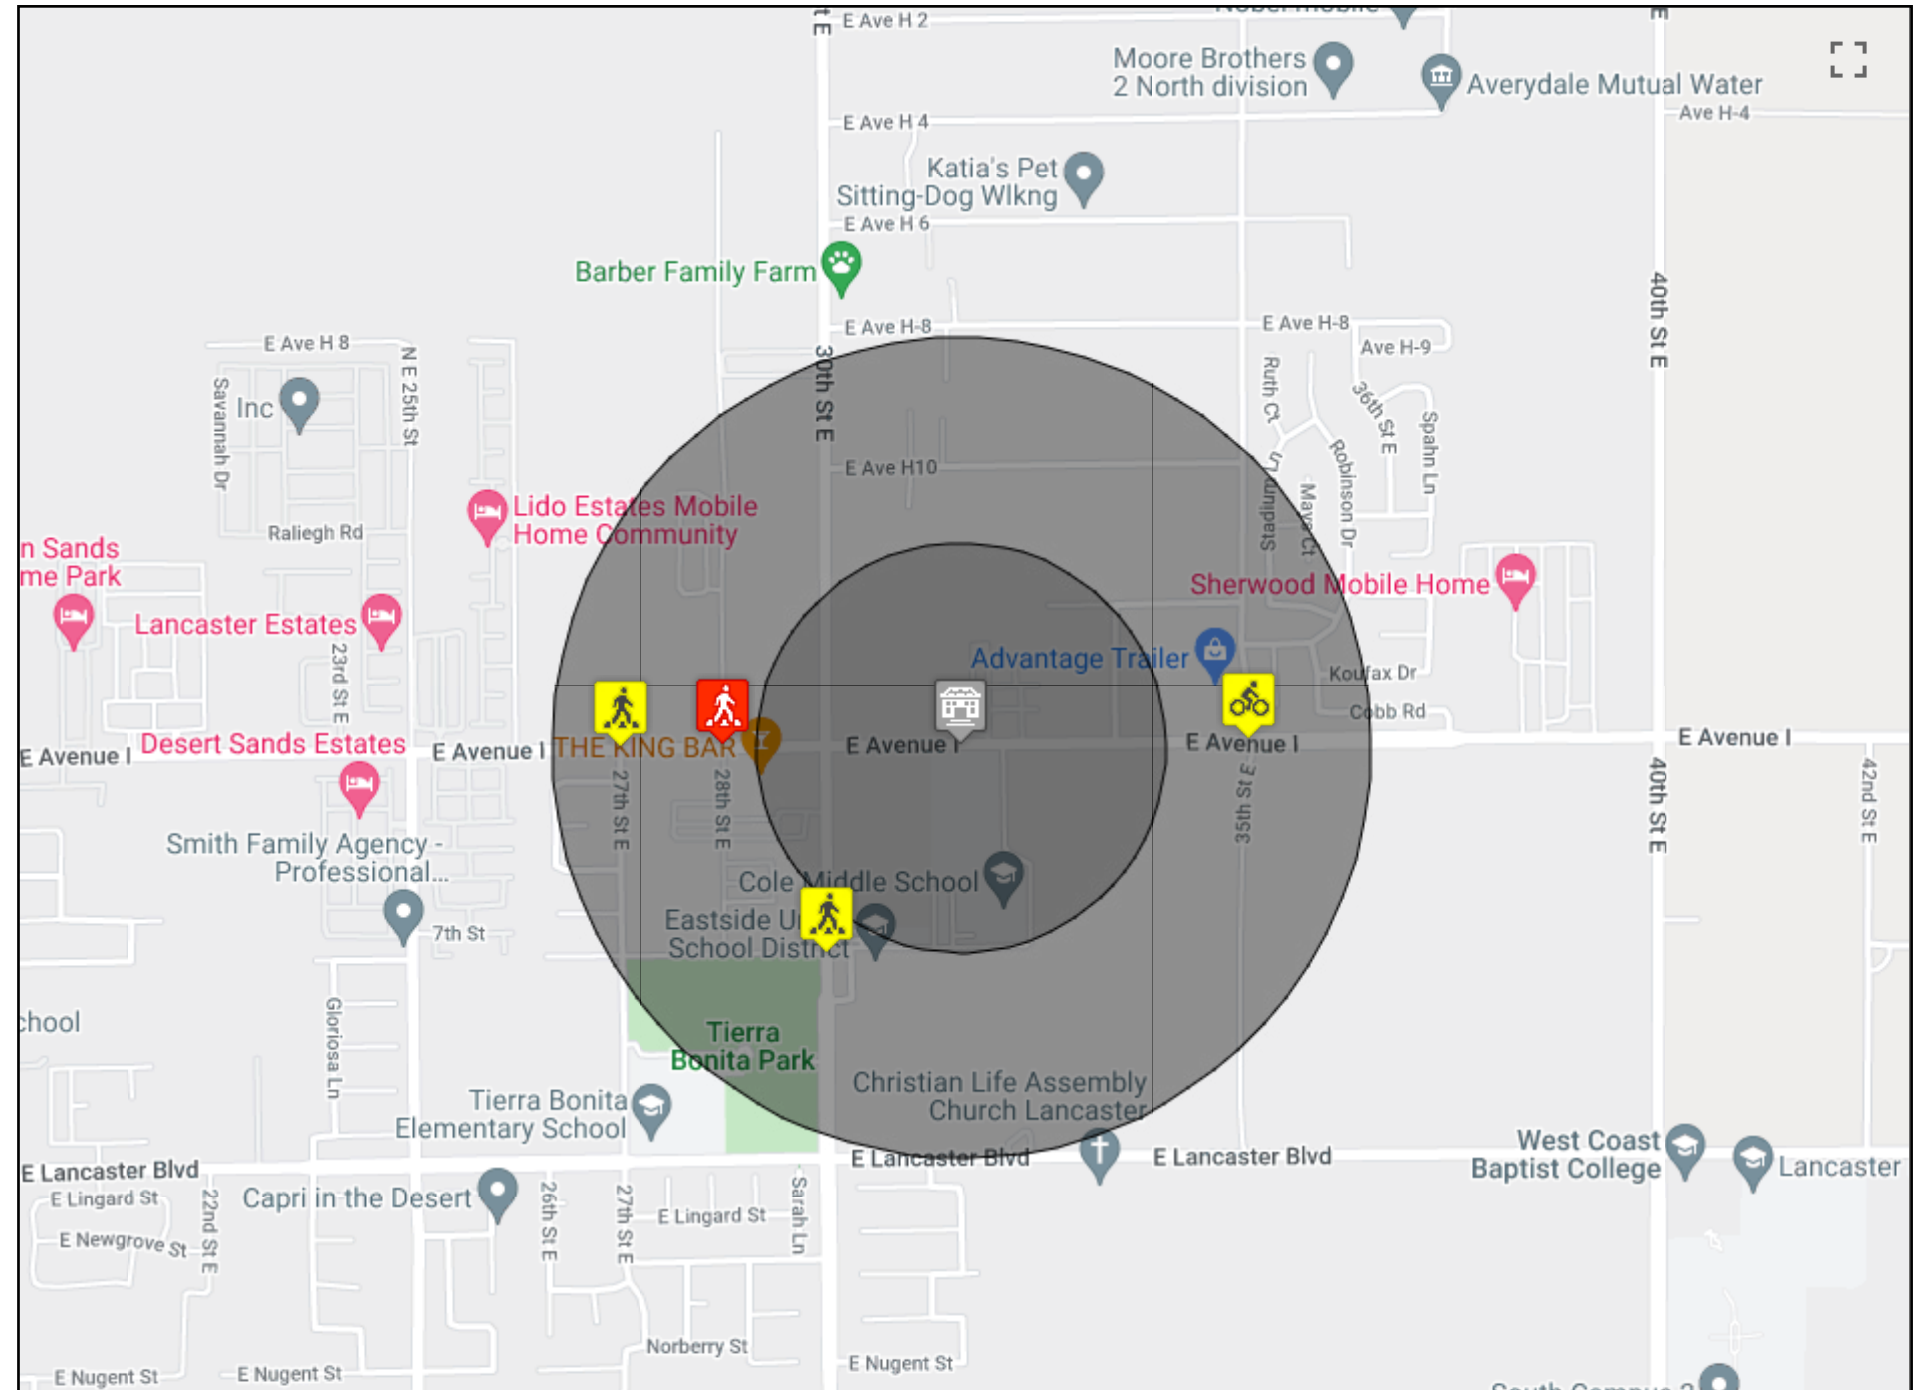 t E
E Ave H 2
Nobel mobile
E
Moore Brothers
2 North division
Averydale Mutual Water
Ave H-4
E Ave H 4
Katia's Pet
Sitting-Dog Wlkng
E Ave H 6
Barber Family Farm
40th St E
E Ave H-8
E Ave H-8
E Ave H 8
Ave H-9
N E 25th St
30th St E
Ruth Ct
36th St E
Savannah Dr
Inc
Spahn Ln
Robinson Dr
E Ave H10
Lido Estates Mobile
Home Community
Raliegh Rd
Maya Ct
n Sands
me Park
Sherwood Mobile Home
Lancaster Estates
23rd St E
Advantage Trailer
Koufax Dr
Cobb Rd
E Avenue I
Desert Sands Estates
E Avenue I
THE KING BAR
E Avenue I
E Avenue I
E Avenue I
27th St E
28th St E
35th St E
40th St E
42nd St E
Smith Family Agency -
Professional...
Cole Middle School
Eastside Un
School District
7th St
Gloriosa Ln
chool
Tierra
Bonita Park
Christian Life Assembly
Church Lancaster
Tierra Bonita
Elementary School
West Coast
Baptist College
Lancaster
E Lancaster Blvd
E Lancaster Blvd
E Lancaster Blvd
E Lingard St
22nd St E
Capri in the Desert
26th St E
27th St E
E Lingard St
Sarah Ln
E Newgrove St
Norberry St
E Nugent St
E Nugent St
E Nugent St